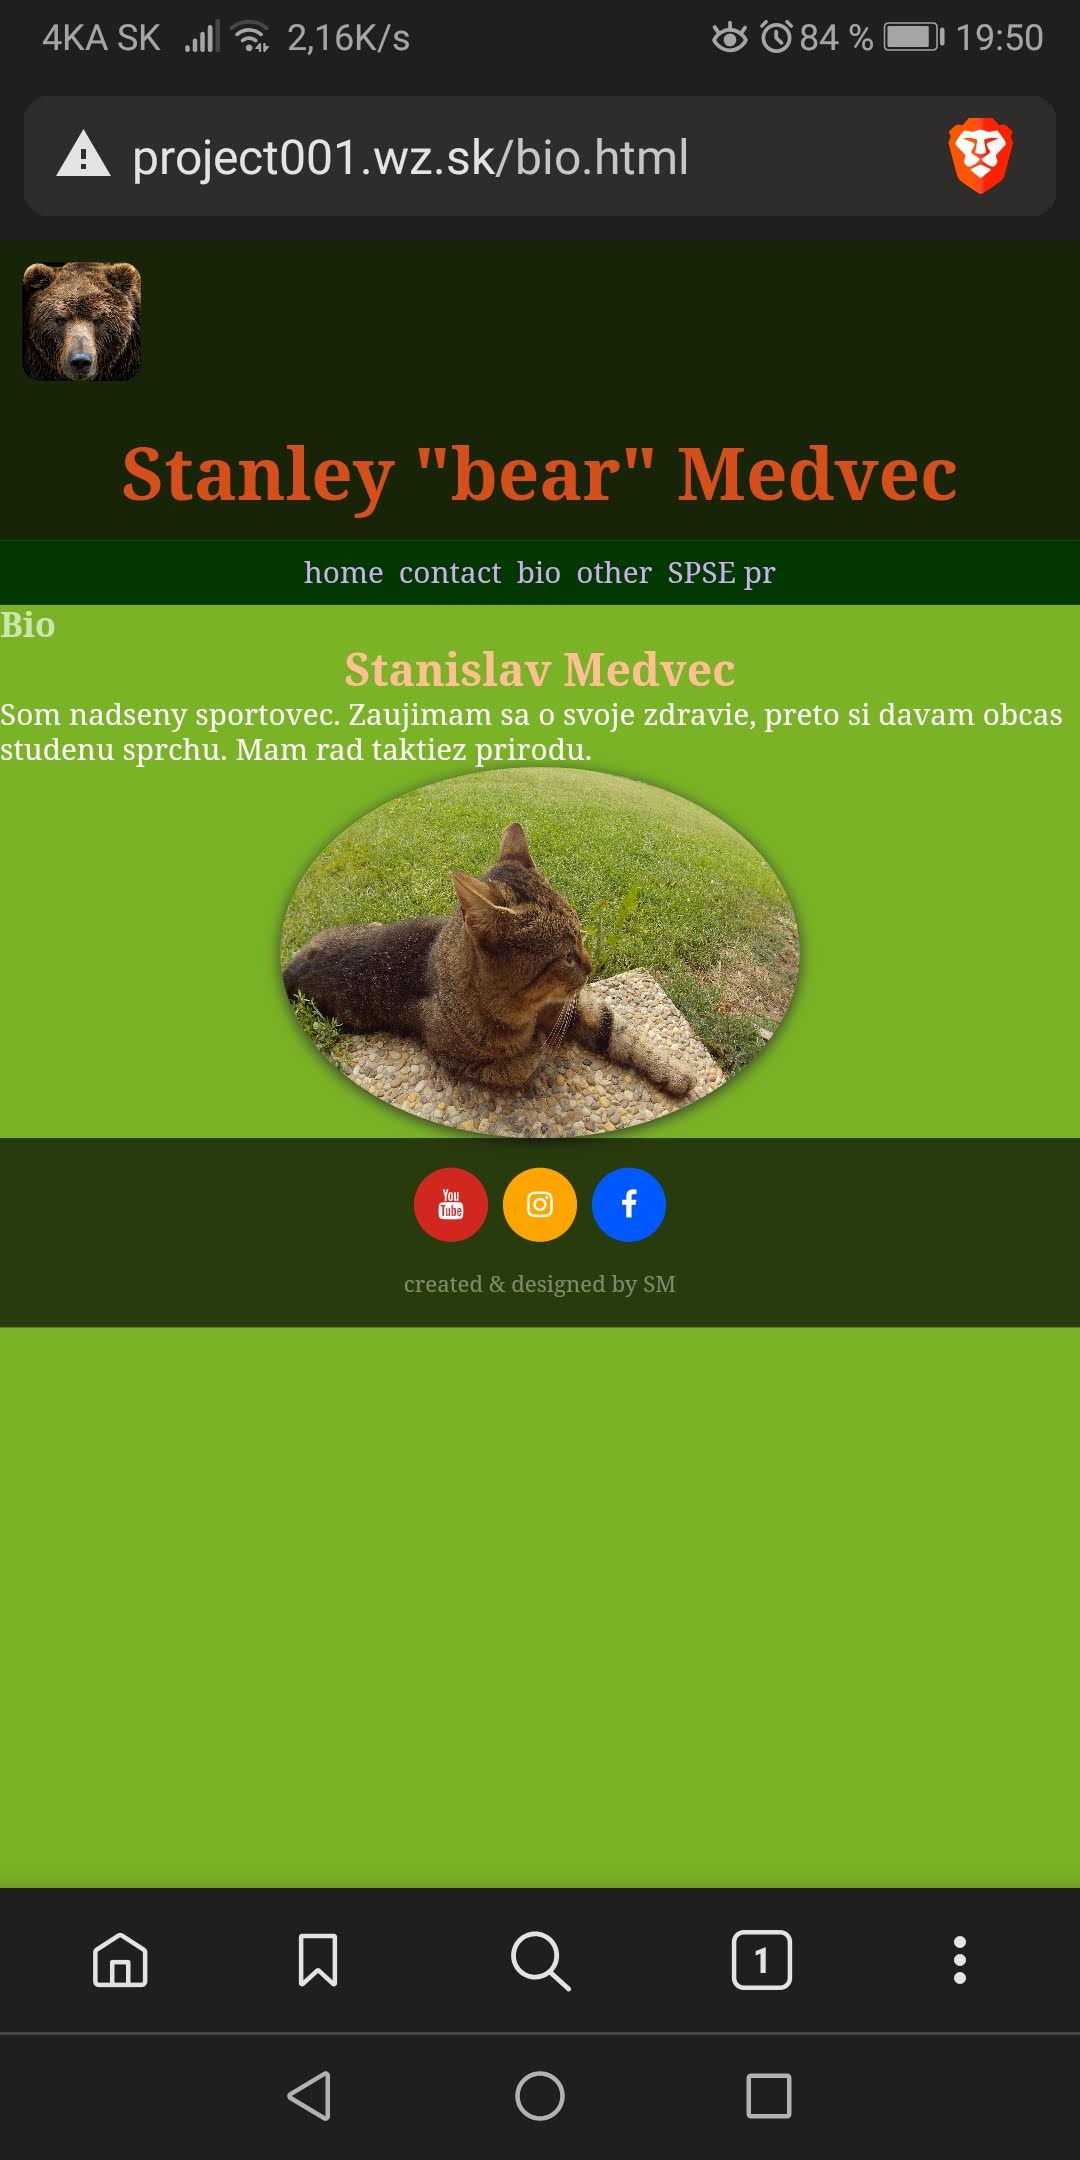 4KA SK 2,16K/s 84 % 19:50
project001.wz.sk/bio.html
Stanley "bear" Medvec
home contact bio other SPSE pr
Bio
Stanislav Medvec
Som nadseny sportovec. Zaujimam sa o svoje zdravie, preto si davam obcas
studenu sprchu. Mam rad taktiez prirodu.
You
Tube
created & designed by SM
1